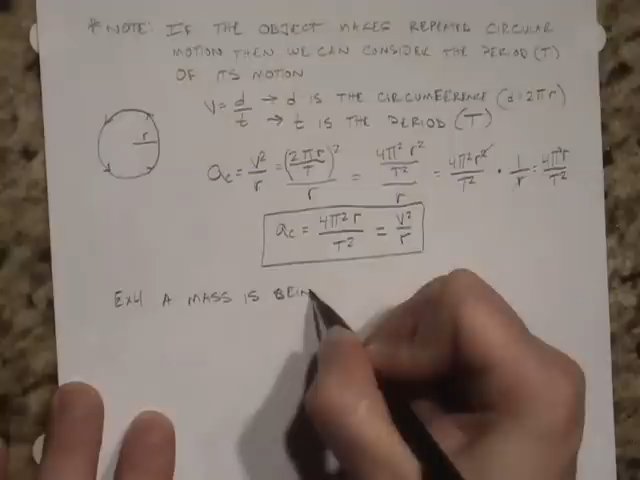 * NOTE: IF THE OBJECT MAKES REPEATED CIRCULAR
MOTION THEN WE CAN CONSIDER THE PERIOD (T)
OF ITS MOTION
V = d/t → d IS THE CIRCUMFERENCE (d = 2πr)
→ t IS THE PERIOD (T)
r
ac = v²/r = (2πr/T)²/r = (4π²r²/T²)/r = 4π²r²/T² · 1/r = 4π²r/T²
ac = 4π²r/T² = v²/r
EX4 A MASS IS BEIN